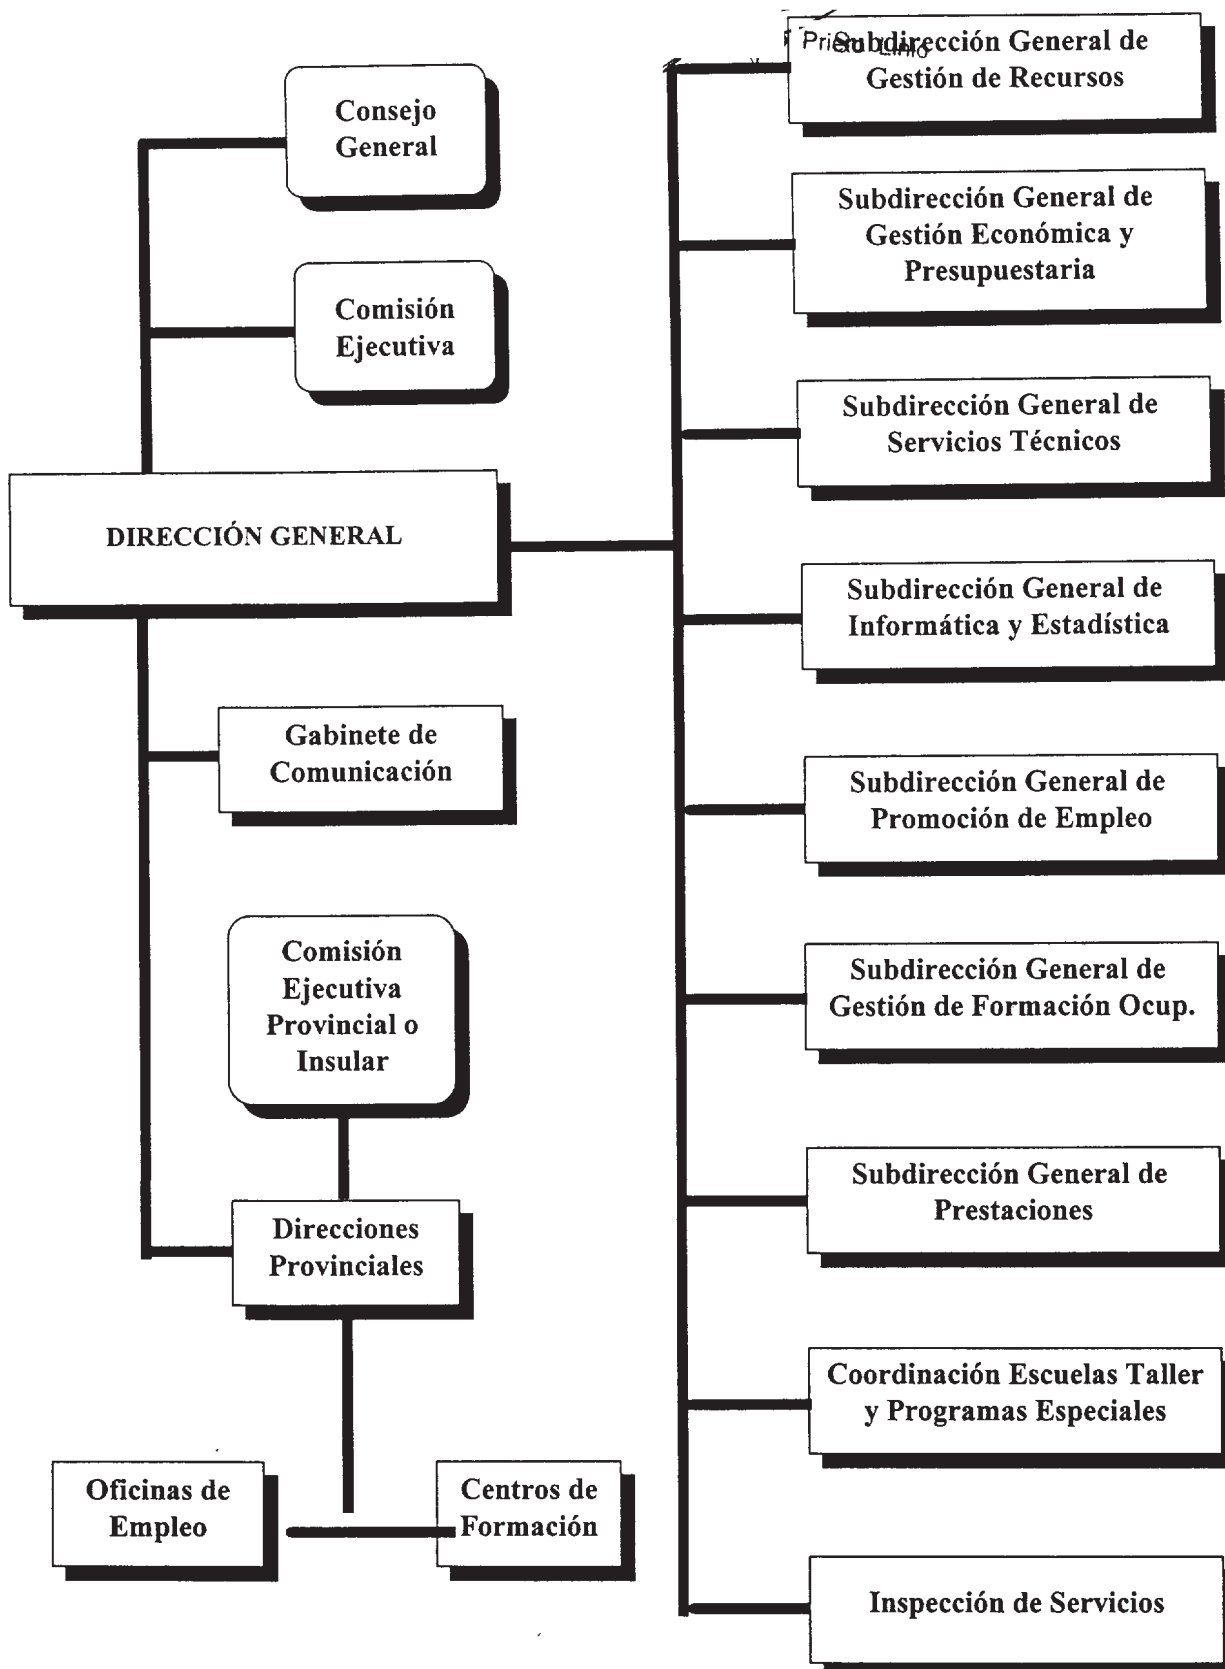 Consejo
General
Comisión
Ejecutiva
DIRECCIÓN GENERAL
Gabinete de
Comunicación
Comisión
Ejecutiva
Provincial o
Insular
Direcciones
Provinciales
Oficinas de
Empleo
Centros de
Formación
Subdirección General de
Gestión de Recursos
Subdirección General de
Gestión Económica y
Presupuestaria
Subdirección General de
Servicios Técnicos
Subdirección General de
Informática y Estadística
Subdirección General de
Promoción de Empleo
Subdirección General de
Gestión de Formación Ocup.
Subdirección General de
Prestaciones
Coordinación Escuelas Taller
y Programas Especiales
Inspección de Servicios